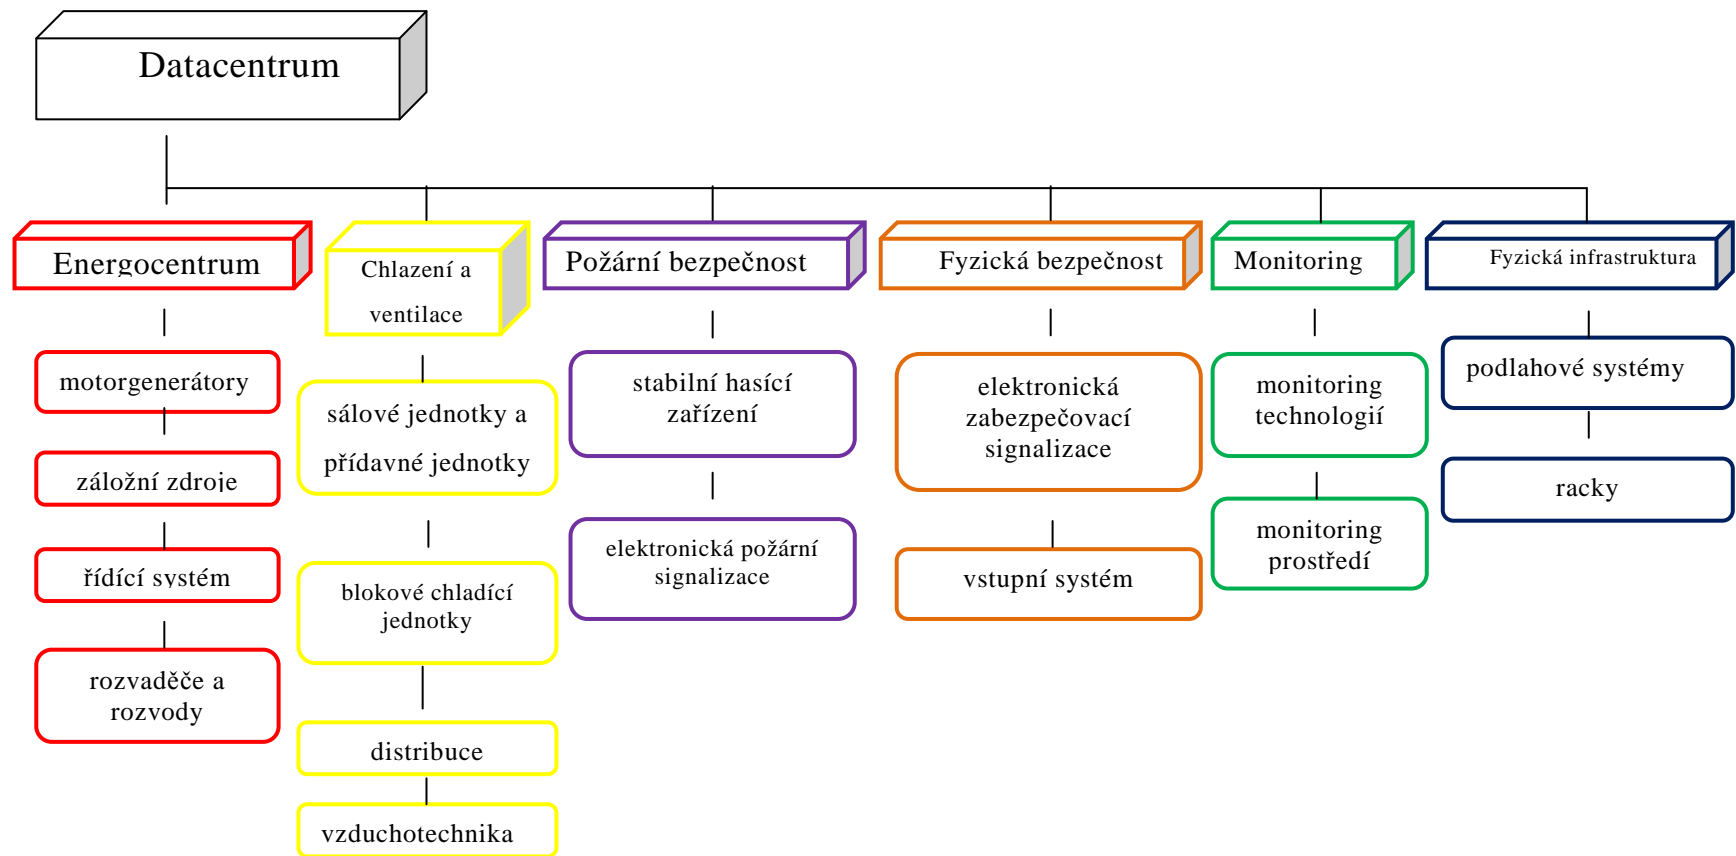 Datacentrum
Energocentrum
motorgenerátory
záložní zdroje
řídící systém
rozvaděče a
rozvody
Chlazení a
ventilace
sálové jednotky a
přídavné jednotky
blokové chladící
jednotky
distribuce
vzduchotechnika
Požární bezpečnost
stabilní hasící
zařízení
elektronická požární
signalizace
Fyzická bezpečnost
elektronická
zabezpečovací
signalizace
vstupní systém
Monitoring
monitoring
technologií
monitoring
prostředí
Fyzická infrastruktura
podlahové systémy
racky